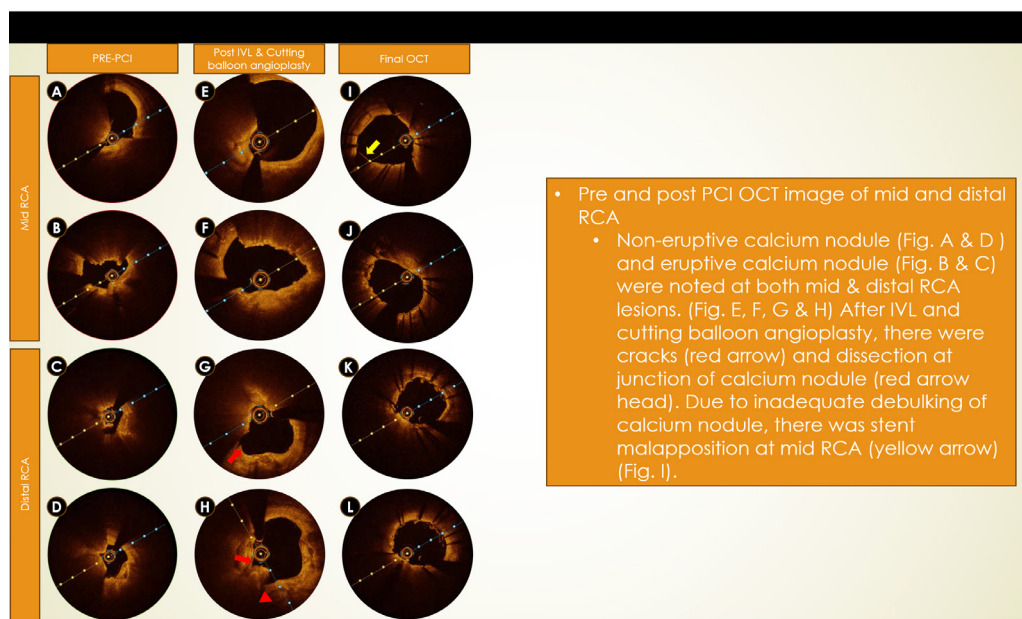 PRE-PCI
Post IVL & Cutting
balloon angioplasty
Final OCT
Mid RCA
A
E
I
B
F
J
Distal RCA
C
G
K
D
H
L
• Pre and post PCI OCT image of mid and distal
RCA
• Non-eruptive calcium nodule (Fig. A & D )
and eruptive calcium nodule (Fig. B & C)
were noted at both mid & distal RCA
lesions. (Fig. E, F, G & H) After IVL and
cutting balloon angioplasty, there were
cracks (red arrow) and dissection at
junction of calcium nodule (red arrow
head). Due to inadequate debulking of
calcium nodule, there was stent
malapposition at mid RCA (yellow arrow)
(Fig. I).